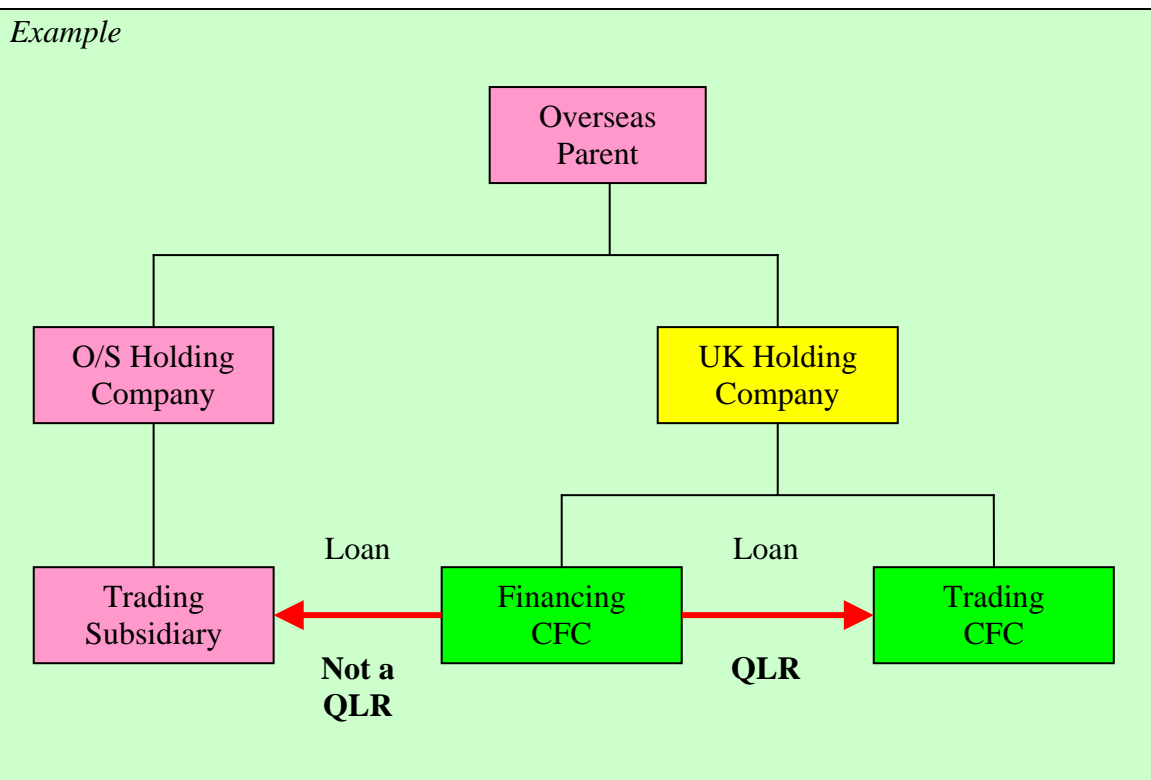 Example
Overseas
Parent
O/S Holding
Company
UK Holding
Company
Loan
Loan
Trading
Subsidiary
Financing
CFC
Trading
CFC
Not a
QLR
QLR